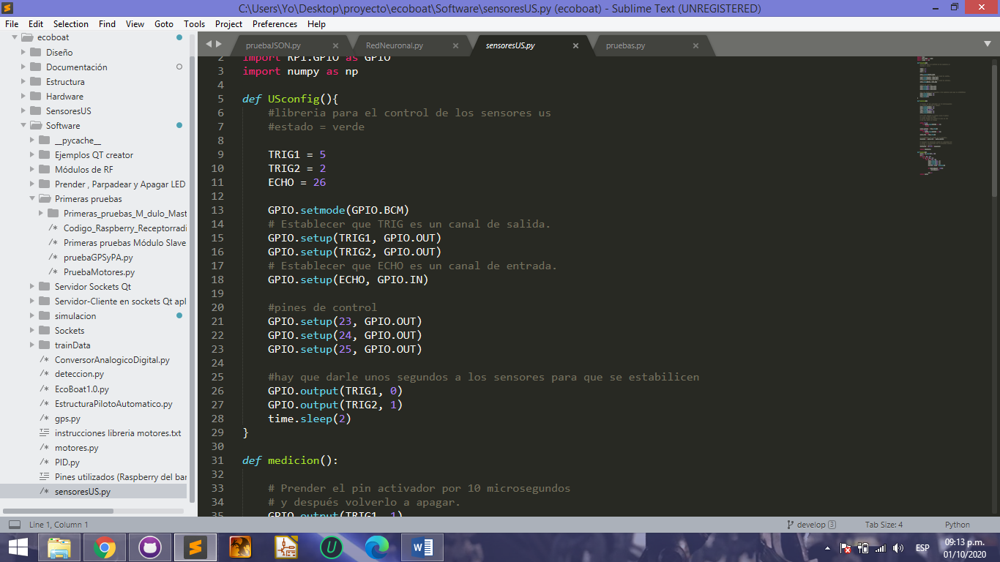 C:\Users\Yo\Desktop\proyecto\ecoboat\Software\sensoresUS.py (ecoboat) - Sublime Text (UNREGISTERED)
File Edit Selection Find View Goto Tools Project Preferences Help
ecoboat
Diseño
Documentación
Estructura
Hardware
SensoresUS
Software
__pycache__
Ejemplos QT creator
Módulos de RF
Prender , Parpadear y Apagar LED
Primeras pruebas
Primeras_pruebas_M_dulo_Mast
Codigo_Raspberry_Receptorradi
Primeras pruebas Módulo Slave
pruebaGPSyPA.py
PruebaMotores.py
Servidor Sockets Qt
Servidor-Cliente en sockets Qt apl
simulacion
Sockets
trainData
ConversorAnalogicoDigital.py
deteccion.py
EcoBoat1.0.py
EstructuraPilotoAutomatico.py
gps.py
instrucciones libreria motores.txt
motores.py
PID.py
Pines utilizados (Raspberry del bar
sensoresUS.py
pruebaJSON.py RedNeuronal.py sensoresUS.py pruebas.py
2 import RPi.GPIO as GPIO
3 import numpy as np
4
5 def USconfig(){
6 #libreria para el control de los sensores us
7 #estado = verde
8
9 TRIG1 = 5
10 TRIG2 = 2
11 ECHO = 26
12
13 GPIO.setmode(GPIO.BCM)
14 # Establecer que TRIG es un canal de salida.
15 GPIO.setup(TRIG1, GPIO.OUT)
16 GPIO.setup(TRIG2, GPIO.OUT)
17 # Establecer que ECHO es un canal de entrada.
18 GPIO.setup(ECHO, GPIO.IN)
19
20 #pines de control
21 GPIO.setup(23, GPIO.OUT)
22 GPIO.setup(24, GPIO.OUT)
23 GPIO.setup(25, GPIO.OUT)
24
25 #hay que darle unos segundos a los sensores para que se estabilicen
26 GPIO.output(TRIG1, 0)
27 GPIO.output(TRIG2, 1)
28 time.sleep(2)
29 }
30
31 def medicion():
32
33 # Prender el pin activador por 10 microsegundos
34 # y después volverlo a apagar.
35 GPIO.output(TRIG1, 1)
Line 1, Column 1 develop 3 Tab Size: 4 Python
ESP 09:13 p.m.
01/10/2020